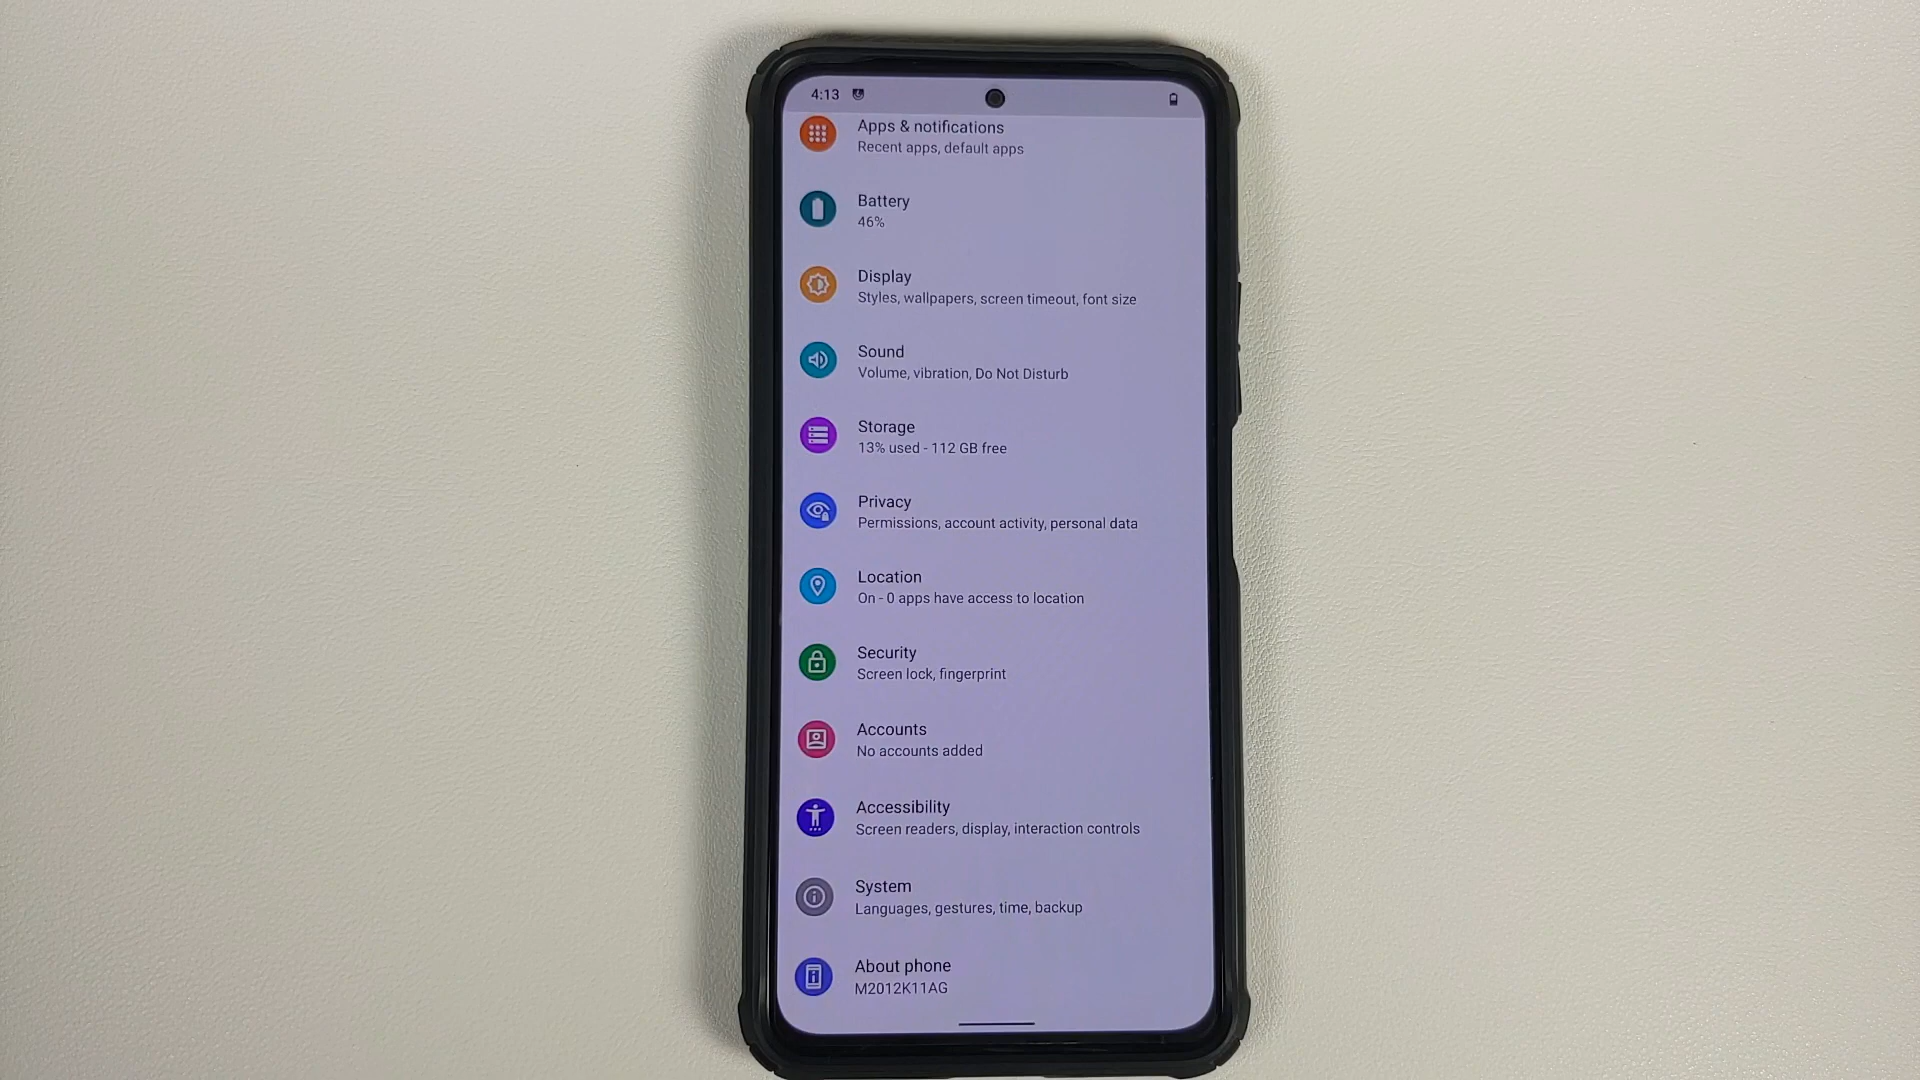 4:13
Apps & notifications
Recent apps, default apps
Battery
46%
Display
Styles, wallpapers, screen timeout, font size
Sound
Volume, vibration, Do Not Disturb
Storage
13% used - 112 GB free
Privacy
Permissions, account activity, personal data
Location
On - 0 apps have access to location
Security
Screen lock, fingerprint
Accounts
No accounts added
Accessibility
Screen readers, display, interaction controls
System
Languages, gestures, time, backup
About phone
M2012K11AG